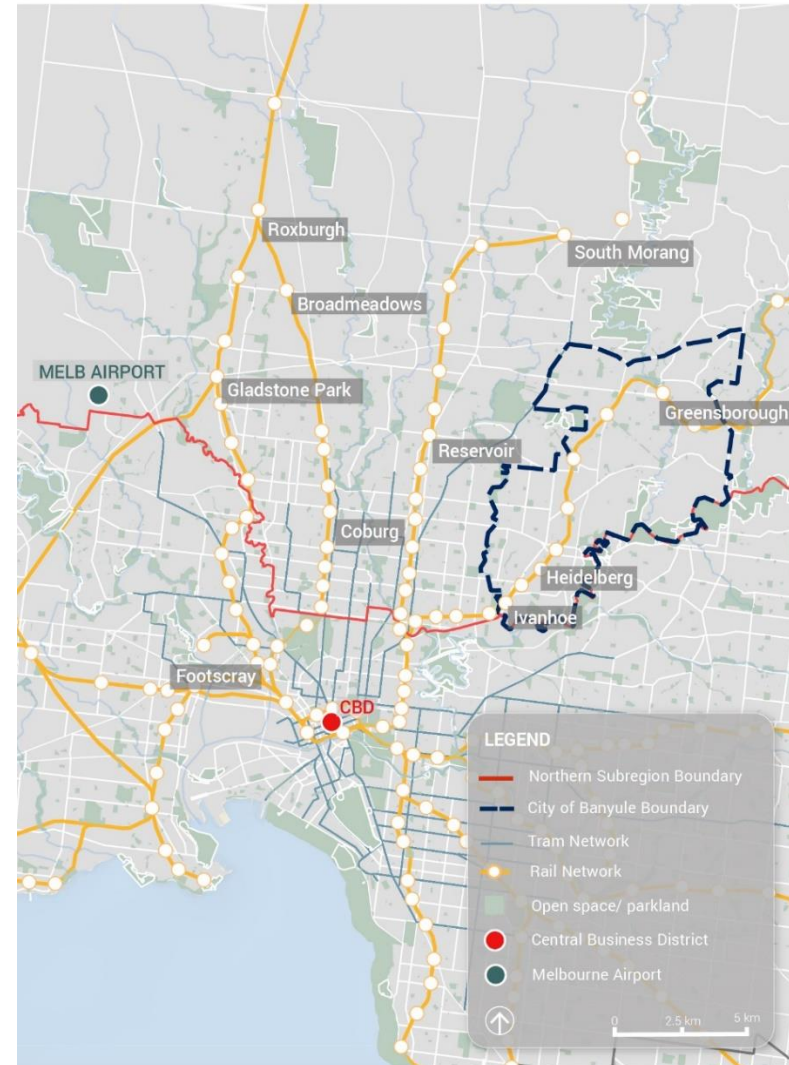 Roxburgh
South Morang
Broadmeadows
MELB AIRPORT
Gladstone Park
Greensborough
Reservoir
Coburg
Heidelberg
Ivanhoe
Footscray
CBD
LEGEND
Northern Subregion Boundary
City of Banyule Boundary
Tram Network
Rail Network
Open space/ parkland
Central Business District
Melbourne Airport
0 2.5 km 5 km